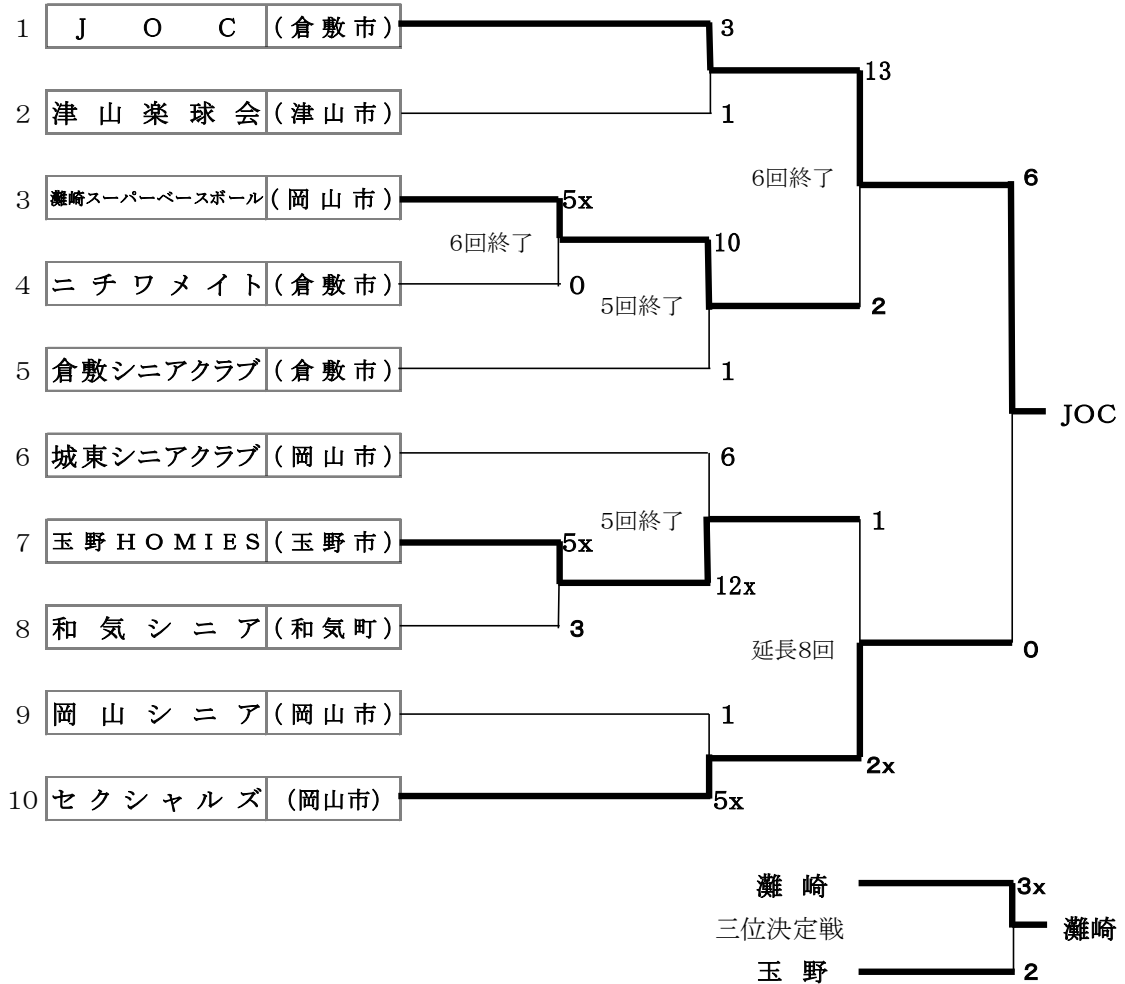 1 J O C (倉敷市) 3
13
2 津山楽球会 (津山市) 1
6回終了 6
3 灘崎スーパーベースボール (岡山市) 5x
6回終了 10
4 ニチワメイト (倉敷市) 0
5回終了 2
5 倉敷シニアクラブ (倉敷市) 1
JOC
6 城東シニアクラブ (岡山市) 6
5回終了 1
7 玉野HOMIES (玉野市) 5x
12x
8 和気シニア (和気町) 3
延長8回 0
9 岡山シニア (岡山市) 1
2x
10 セクシャルズ (岡山市) 5x
灘崎 3x
三位決定戦 灘崎
玉野 2